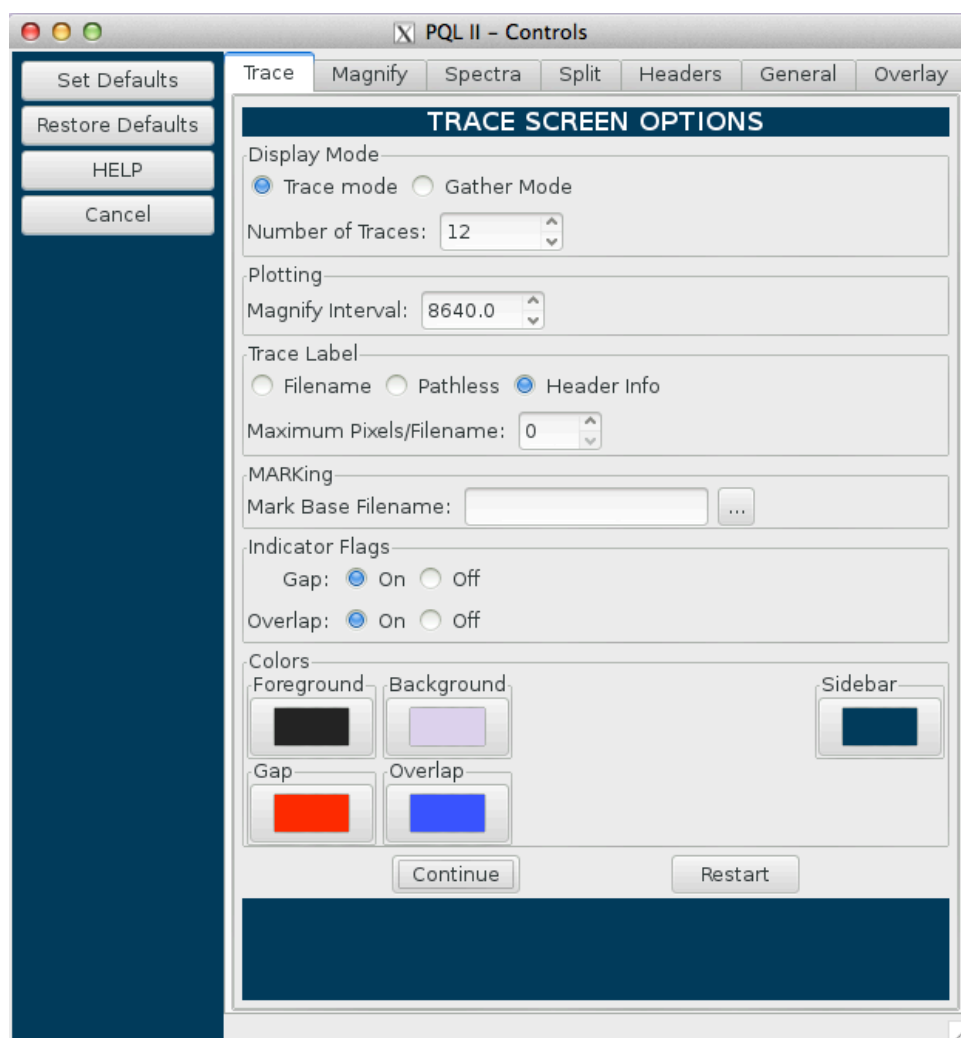 PQL II – Controls
Set Defaults
Restore Defaults
HELP
Cancel
Trace Magnify Spectra Split Headers General Overlay
TRACE SCREEN OPTIONS
Display Mode
Trace mode Gather Mode
Number of Traces: 12
Plotting
Magnify Interval: 8640.0
Trace Label
Filename Pathless Header Info
Maximum Pixels/Filename: 0
MARKing
Mark Base Filename: ...
Indicator Flags
Gap: On Off
Overlap: On Off
Colors
Foreground Background Sidebar
Gap Overlap
Continue Restart